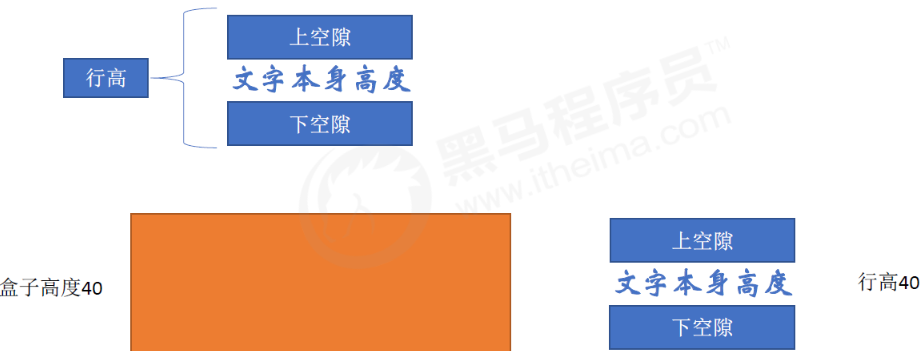 上空隙
行高
文字本身高度
下空隙
黑马程序员™
www.itheima.com
上空隙
盒子高度40
文字本身高度
行高40
下空隙